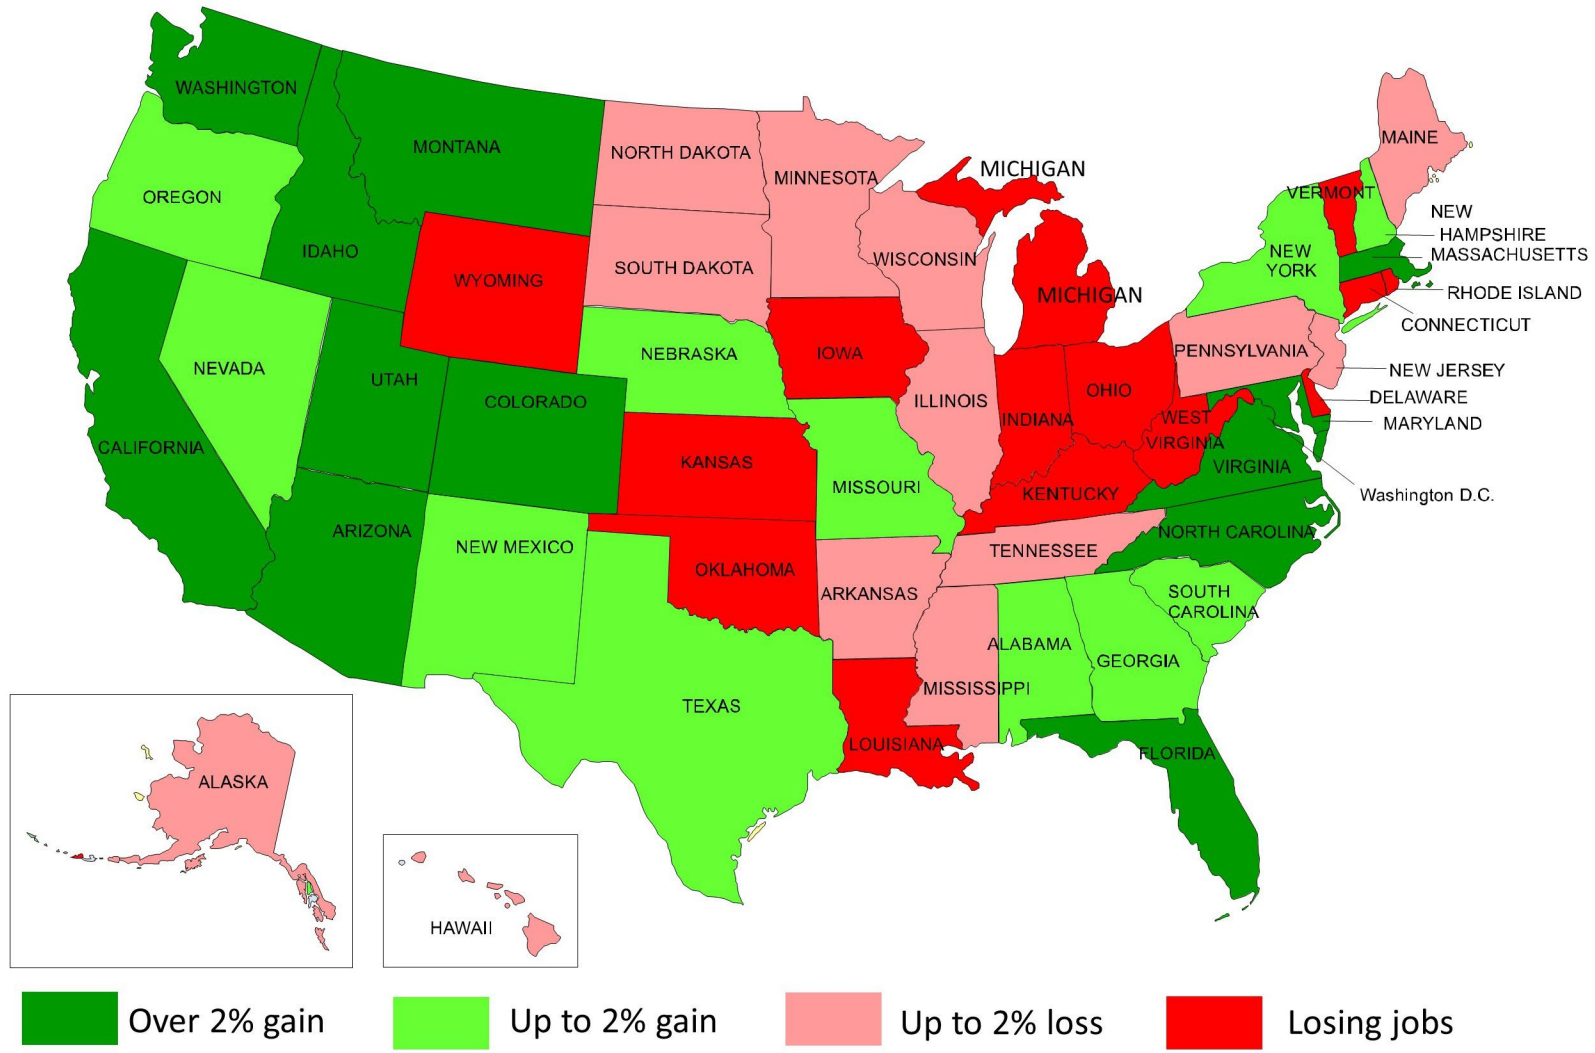 WASHINGTON
MONTANA
OREGON
IDAHO
WYOMING
NORTH DAKOTA
SOUTH DAKOTA
MINNESOTA
WISCONSIN
MICHIGAN
MICHIGAN
MAINE
VERMONT
NEW
HAMPSHIRE
MASSACHUSETTS
NEW
YORK
RHODE ISLAND
CONNECTICUT
NEVADA
UTAH
COLORADO
CALIFORNIA
NEBRASKA
IOWA
ILLINOIS
INDIANA
OHIO
PENNSYLVANIA
NEW JERSEY
DELAWARE
MARYLAND
WEST
VIRGINIA
VIRGINIA
Washington D.C.
KANSAS
MISSOURI
KENTUCKY
ARIZONA
NEW MEXICO
OKLAHOMA
ARKANSAS
TENNESSEE
NORTH CAROLINA
SOUTH
CAROLINA
TEXAS
LOUISIANA
MISSISSIPPI
ALABAMA
GEORGIA
FLORIDA
ALASKA
HAWAII
Over 2% gain
Up to 2% gain
Up to 2% loss
Losing jobs